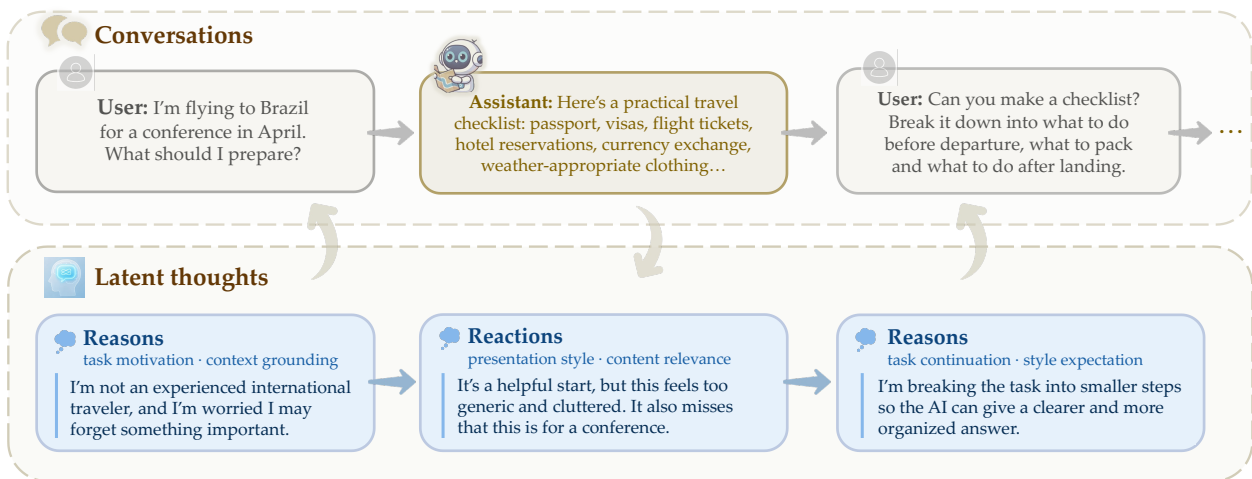 Conversations
User: I'm flying to Brazil
for a conference in April.
What should I prepare?
Assistant: Here's a practical travel
checklist: passport, visas, flight tickets,
hotel reservations, currency exchange,
weather-appropriate clothing…
User: Can you make a checklist?
Break it down into what to do
before departure, what to pack
and what to do after landing.
…
Latent thoughts
Reasons
task motivation · context grounding
I'm not an experienced international
traveler, and I'm worried I may
forget something important.
Reactions
presentation style · content relevance
It's a helpful start, but this feels too
generic and cluttered. It also misses
that this is for a conference.
Reasons
task continuation · style expectation
I'm breaking the task into smaller steps
so the AI can give a clearer and more
organized answer.